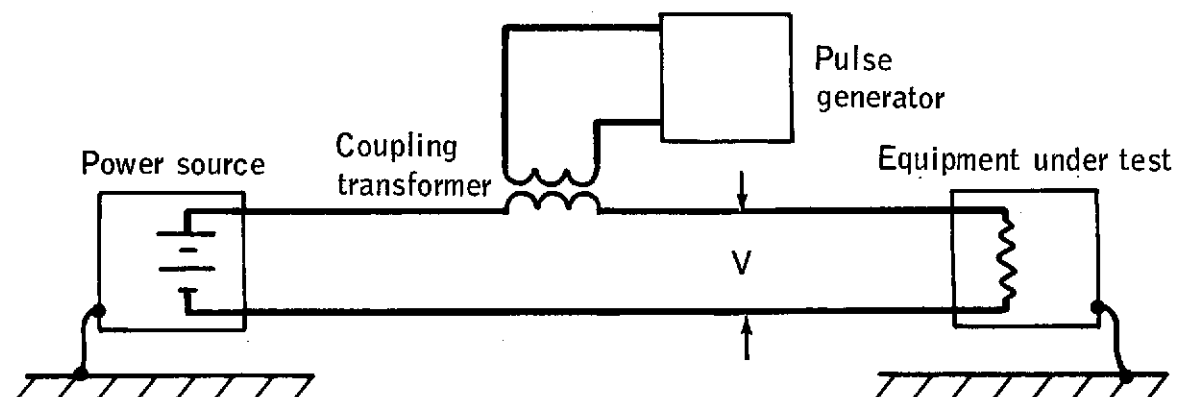 Pulse
generator
Coupling
transformer
Power source
Equipment under test
V